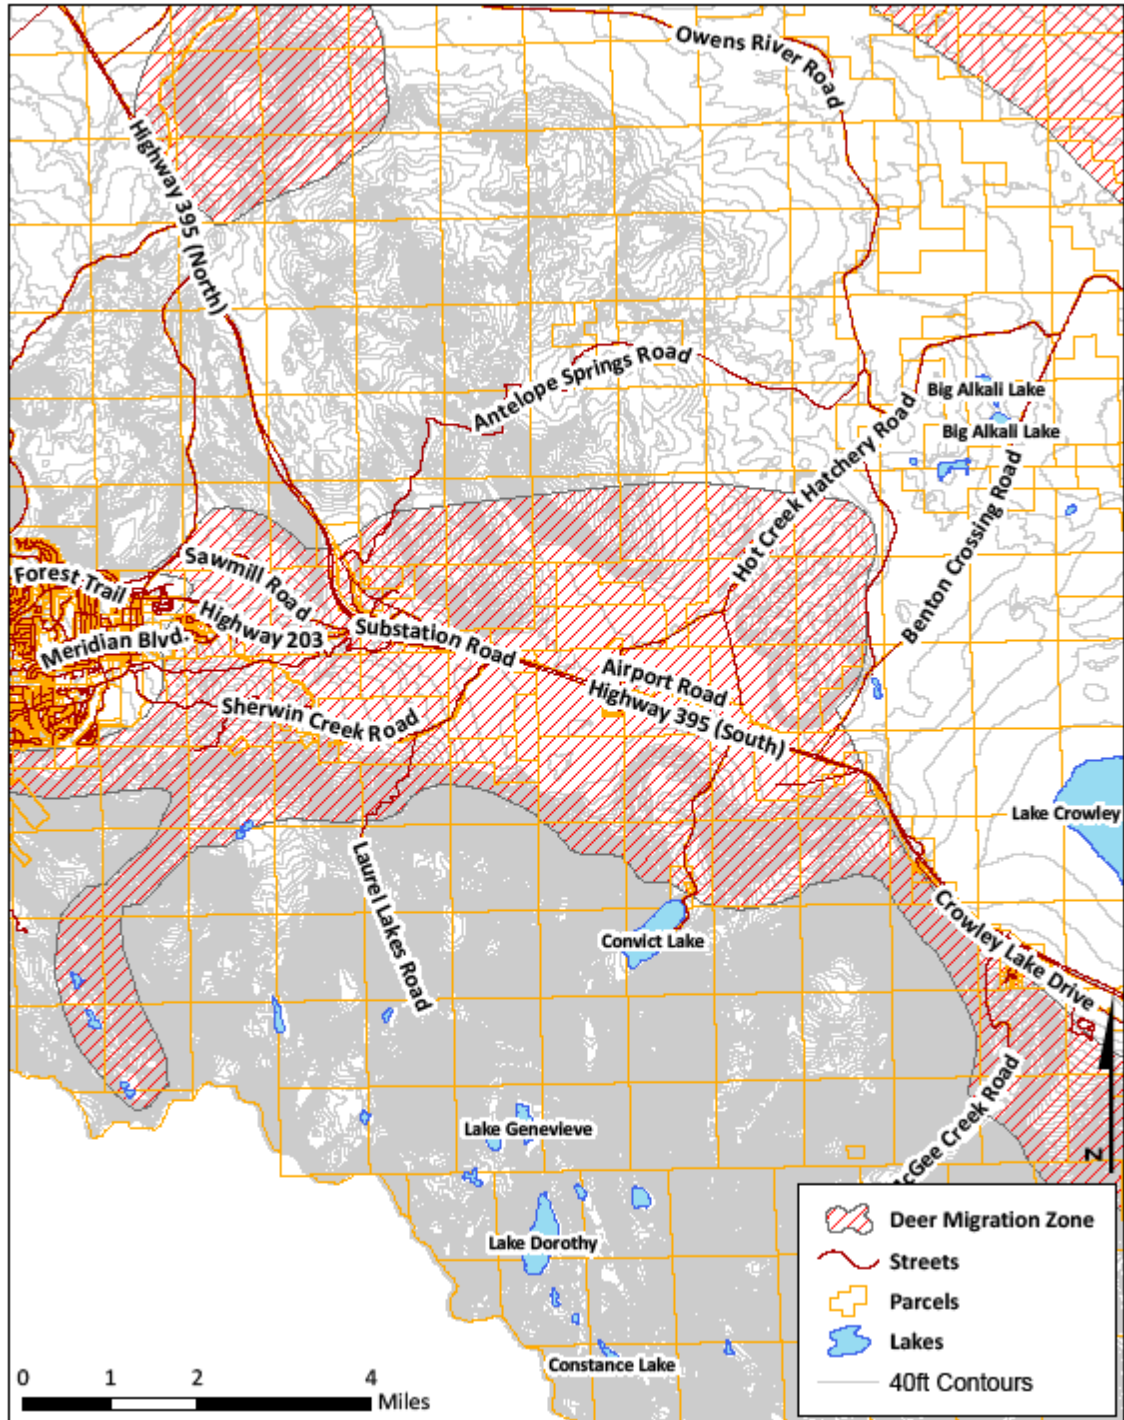 Owens River Road
Highway 395 (North)
Antelope Springs Road
Big Alkali Lake
Big Alkali Lake
Hot Creek Hatchery Road
Benton Crossing Road
Forest Trail
Sawmill Road
Highway 203
Meridian Blvd.
Substation Road
Airport Road
Highway 395 (South)
Sherwin Creek Road
Lake Crowley
Laurel Lakes Road
Convict Lake
Crowley Lake Drive
McGee Creek Road
Lake Genevieve
Lake Dorothy
Constance Lake
N
Deer Migration Zone
Streets
Parcels
Lakes
40ft Contours
0 1 2 4
Miles